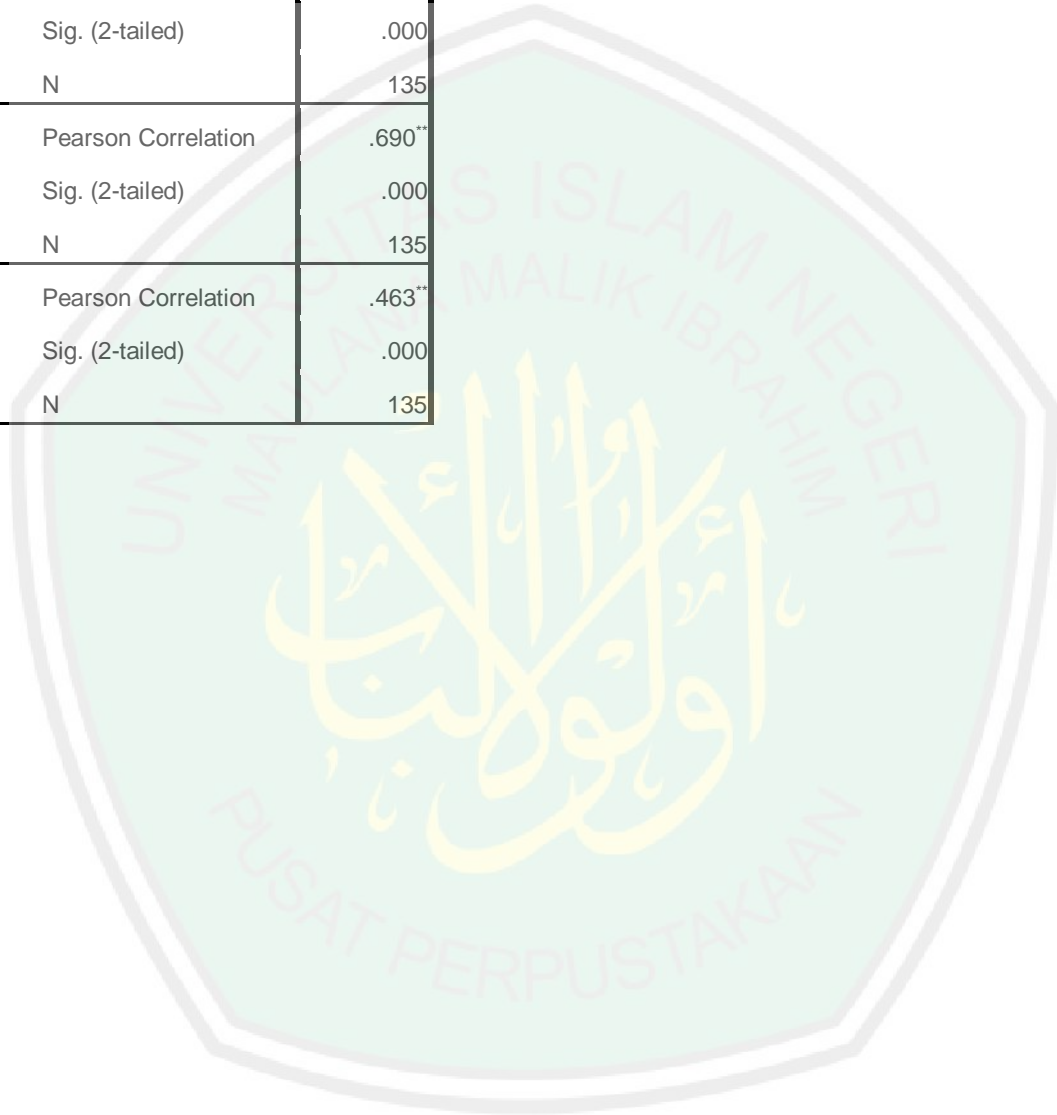 Sig. (2-tailed) .000
N 135
Pearson Correlation .690**
Sig. (2-tailed) .000
N 135
Pearson Correlation .463**
Sig. (2-tailed) .000
N 135
UNIVERSITAS ISLAM NEGERI
MAULANA MALIK IBRAHIM
PUSAT PERPUSTAKAAN